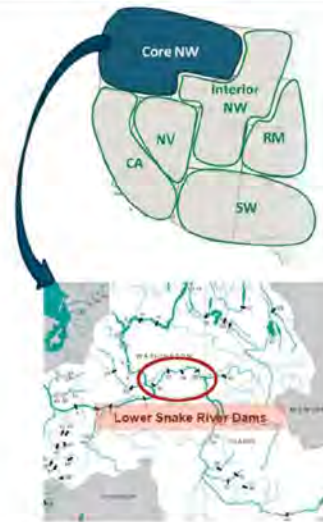 Core NW
Interior
NW
NV
RM
CA
SW
WASHINGTON
Lower Snake River Dams
IDAHO